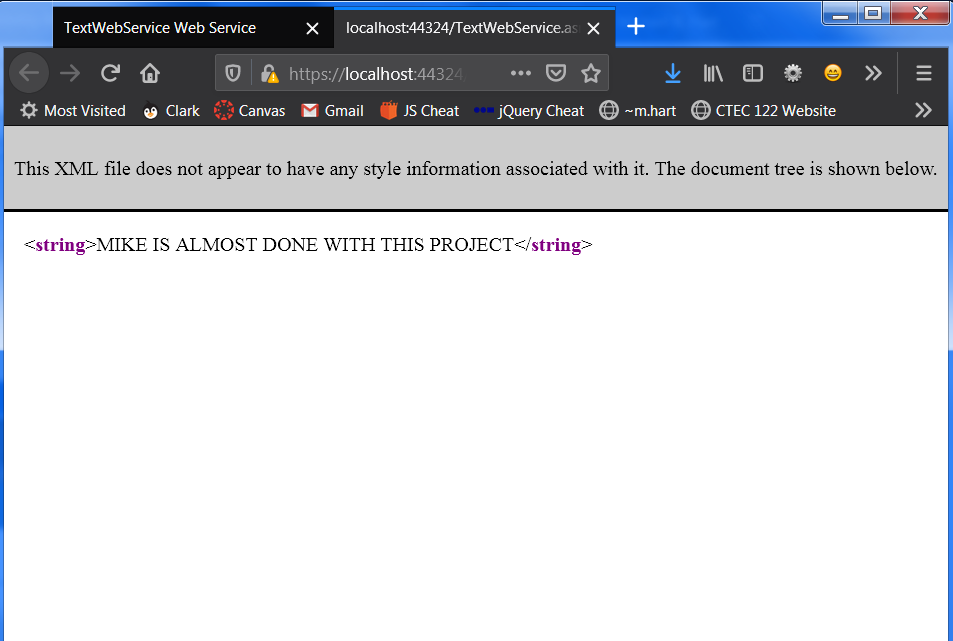 TextWebService Web Service
localhost:44324/TextWebService.as
https://localhost:44324
Most Visited Clark Canvas Gmail JS Cheat jQuery Cheat ~m.hart CTEC 122 Website
This XML file does not appear to have any style information associated with it. The document tree is shown below.
<string>MIKE IS ALMOST DONE WITH THIS PROJECT</string>